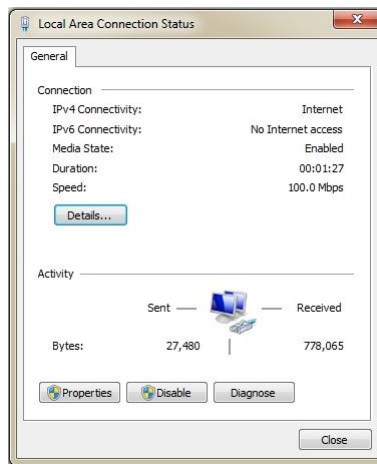 Local Area Connection Status
General
Connection
IPv4 Connectivity: Internet
IPv6 Connectivity: No Internet access
Media State: Enabled
Duration: 00:01:27
Speed: 100.0 Mbps
Details...
Activity
Sent Received
Bytes: 27,480 778,065
Properties Disable Diagnose
Close